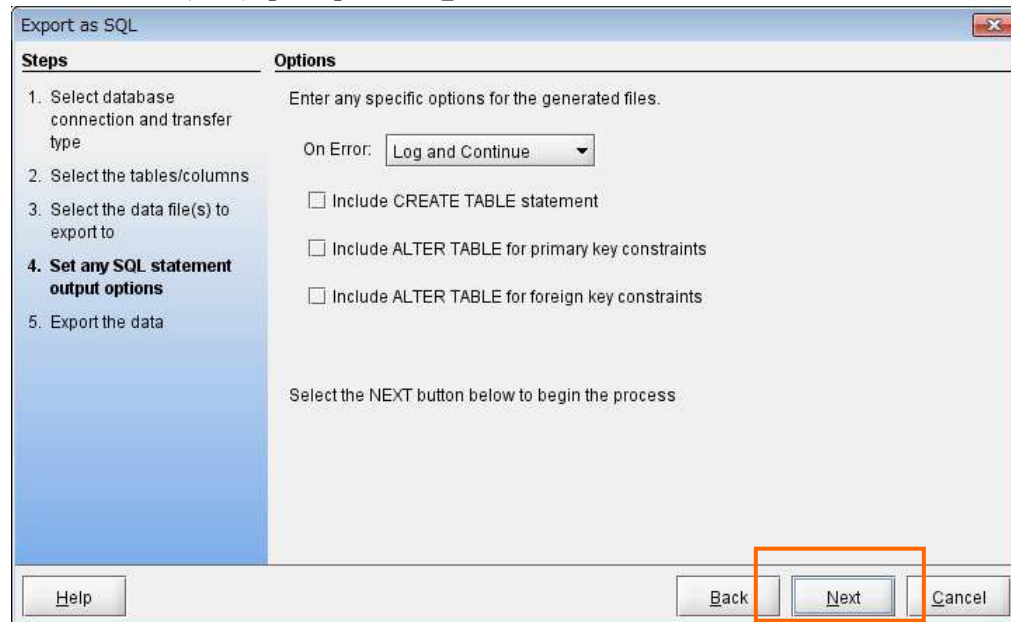 Export as SQL
Steps
1. Select database
connection and transfer
type
2. Select the tables/columns
3. Select the data file(s) to
export to
4. Set any SQL statement
output options
5. Export the data
Options
Enter any specific options for the generated files.
On Error: Log and Continue
Include CREATE TABLE statement
Include ALTER TABLE for primary key constraints
Include ALTER TABLE for foreign key constraints
Select the NEXT button below to begin the process
Help Back Next Cancel